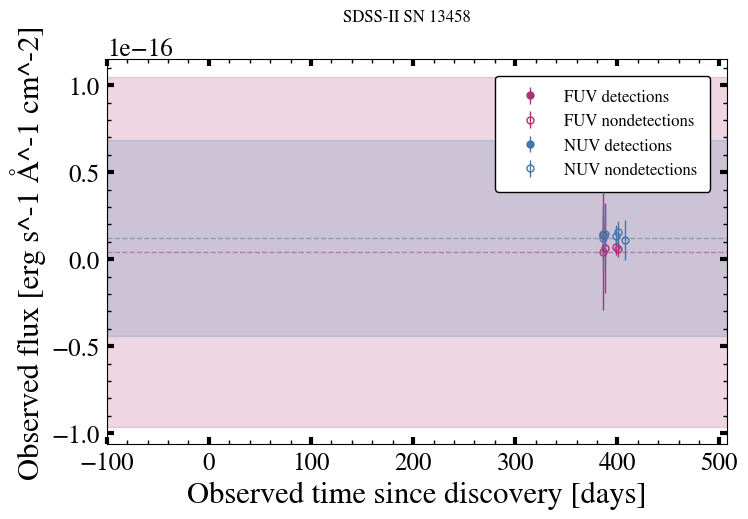 SDSS-II SN 13458
1e−16
Observed flux [erg s^-1 Å^-1 cm^-2]
1.0
0.5
0.0
−0.5
−1.0
FUV detections
FUV nondetections
NUV detections
NUV nondetections
−100 0 100 200 300 400 500
Observed time since discovery [days]